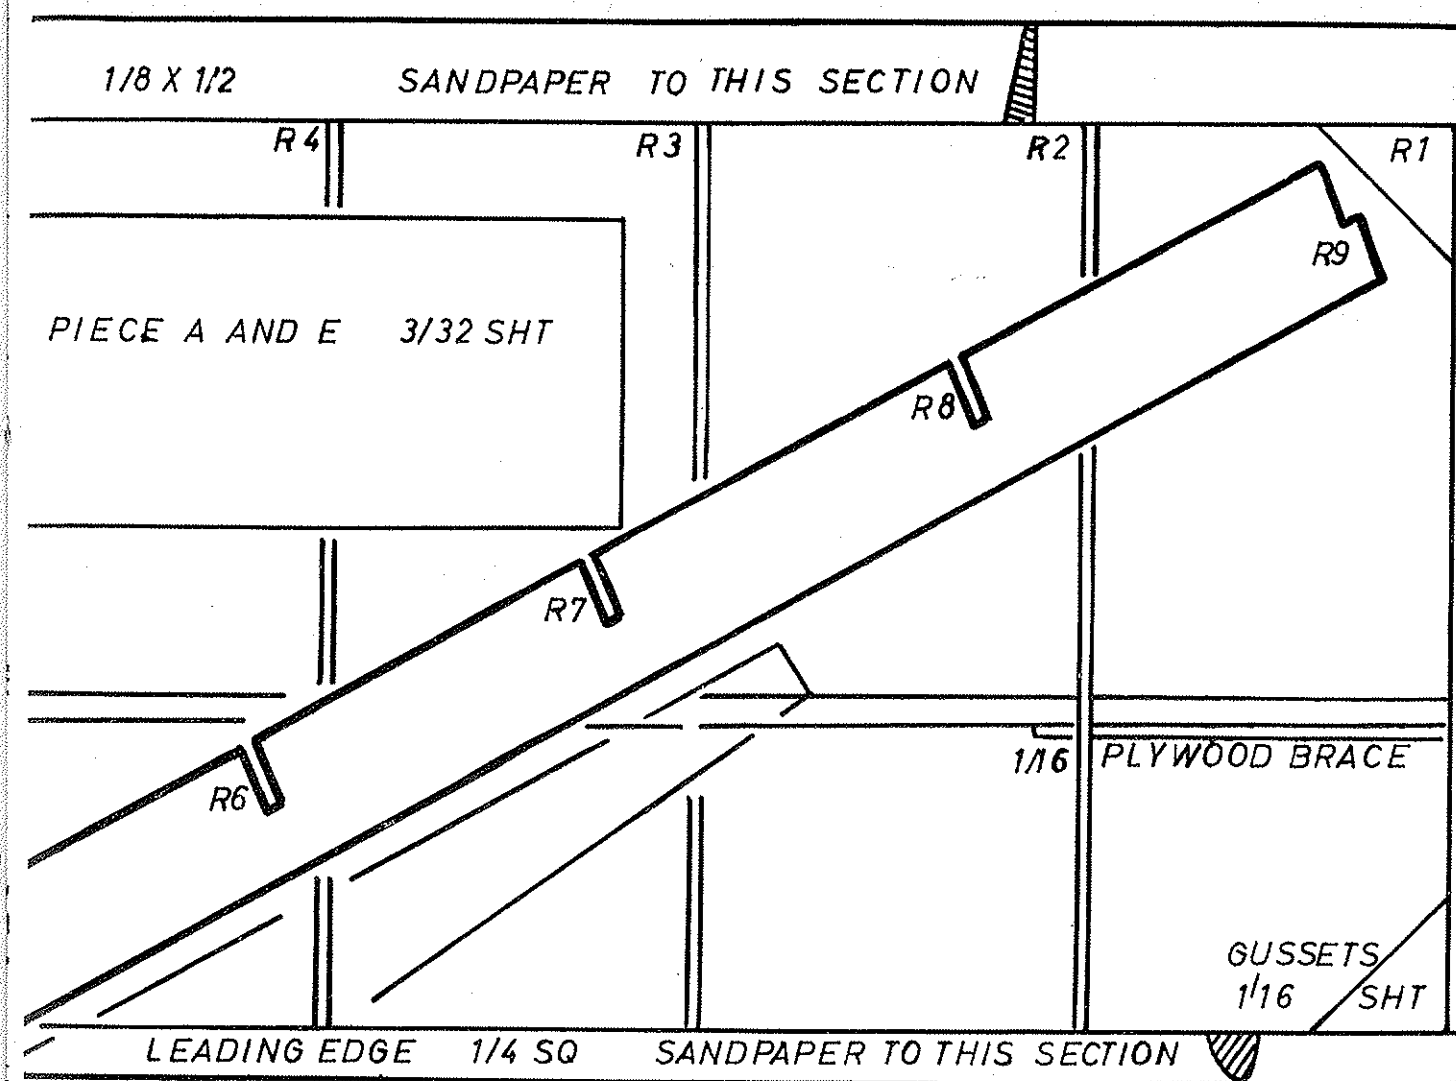 1/8 X 1/2 SANDPAPER TO THIS SECTION
R4 R3 R2 R1
R9
PIECE A AND E 3/32 SHT
R8
R7
1/16 PLYWOOD BRACE
R6
GUSSETS
1/16 SHT
LEADING EDGE 1/4 SQ SANDPAPER TO THIS SECTION